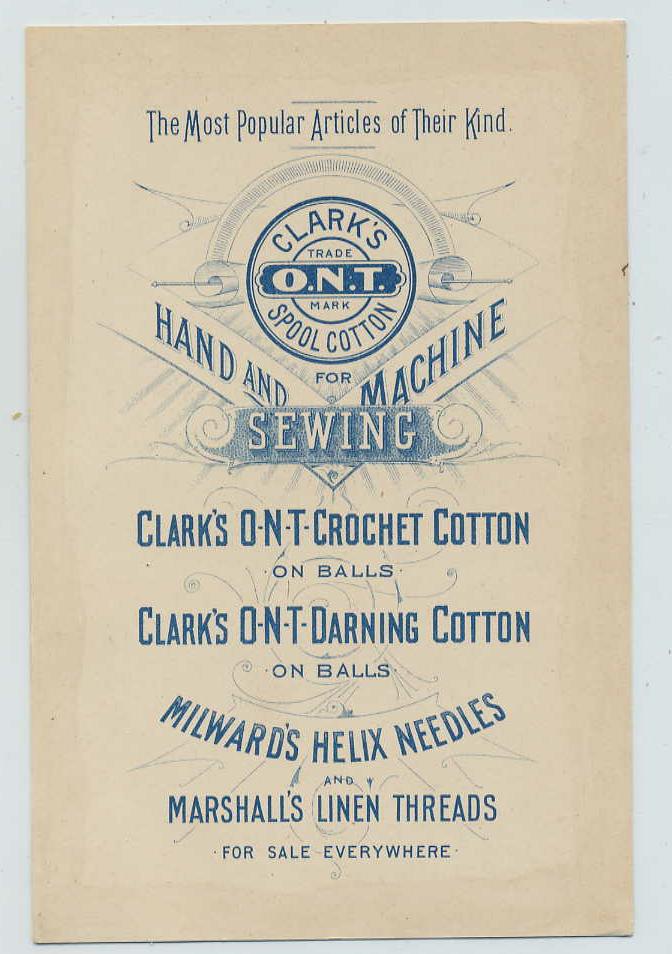 The Most Popular Articles of Their Kind.
CLARK'S
TRADE
O.N.T.
MARK
SPOOL COTTON
FOR
HAND AND MACHINE
SEWING
CLARK'S O-N-T-CROCHET COTTON
·ON BALLS·
CLARK'S O-N-T-DARNING COTTON
·ON BALLS·
MILWARD'S HELIX NEEDLES
AND
MARSHALL'S LINEN THREADS
·FOR SALE EVERYWHERE·